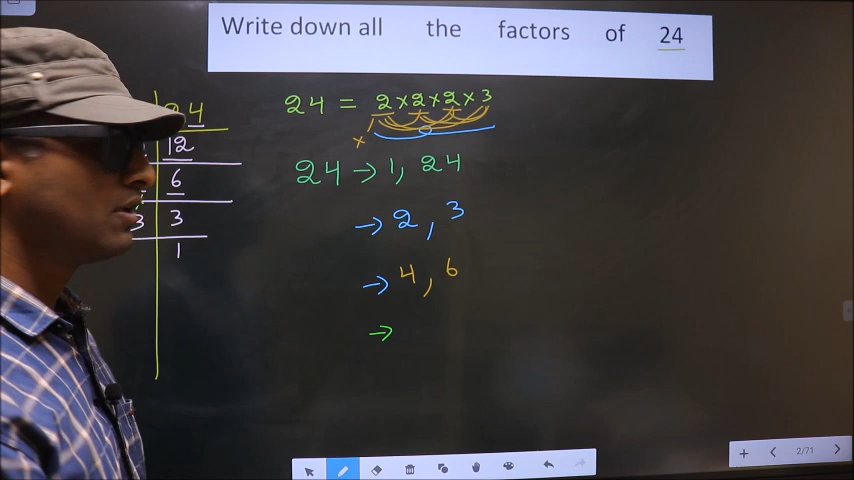 Write down all the factors of 24
24 = 2 × 2 × 2 × 3
24 → 1, 24
→ 2, 3
→ 4, 6
→
24
12
6
3 3
1
×
2/71